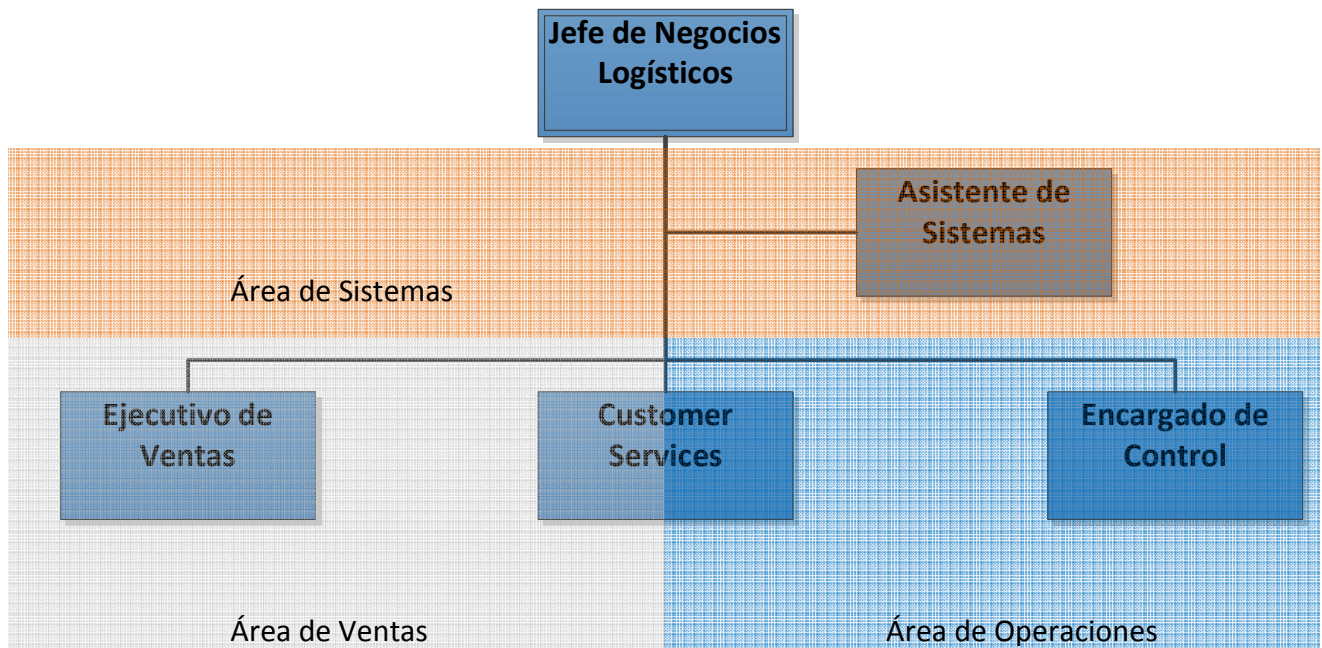 Jefe de Negocios
Logísticos
Asistente de
Sistemas
Área de Sistemas
Ejecutivo de
Ventas
Customer
Services
Encargado de
Control
Área de Ventas
Área de Operaciones